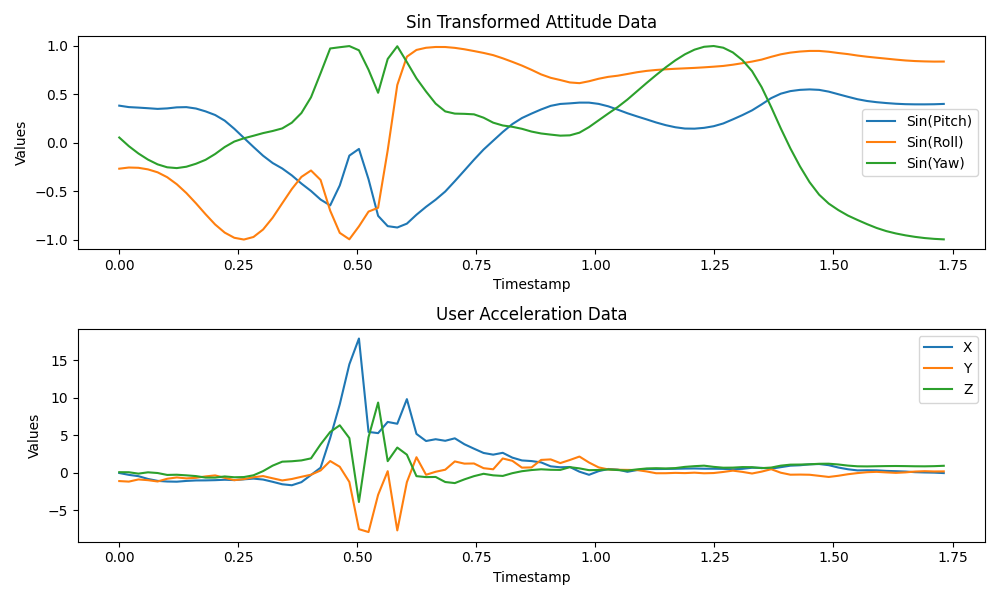 Sin Transformed Attitude Data
1.0
0.5
0.0
−0.5
−1.0
Values
Sin(Pitch)
Sin(Roll)
Sin(Yaw)
0.00 0.25 0.50 0.75 1.00 1.25 1.50 1.75
Timestamp
User Acceleration Data
15
10
5
0
−5
Values
X
Y
Z
0.00 0.25 0.50 0.75 1.00 1.25 1.50 1.75
Timestamp